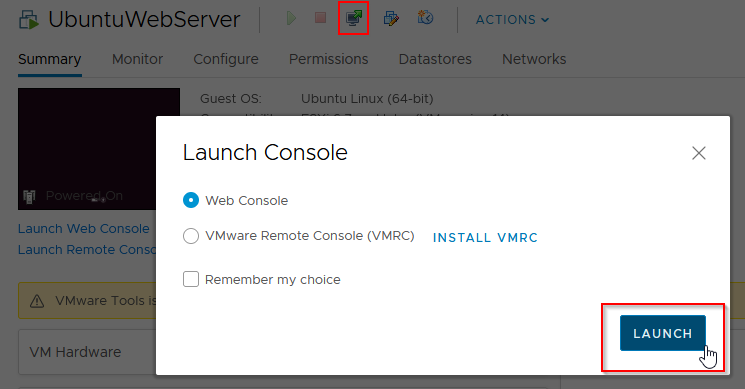 UbuntuWebServer
ACTIONS
Summary Monitor Configure Permissions Datastores Networks
Guest OS: Ubuntu Linux (64-bit)
Powered On
Launch Web Console
Launch Remote Conso
VMware Tools is
VM Hardware
Launch Console
Web Console
VMware Remote Console (VMRC) INSTALL VMRC
Remember my choice
LAUNCH